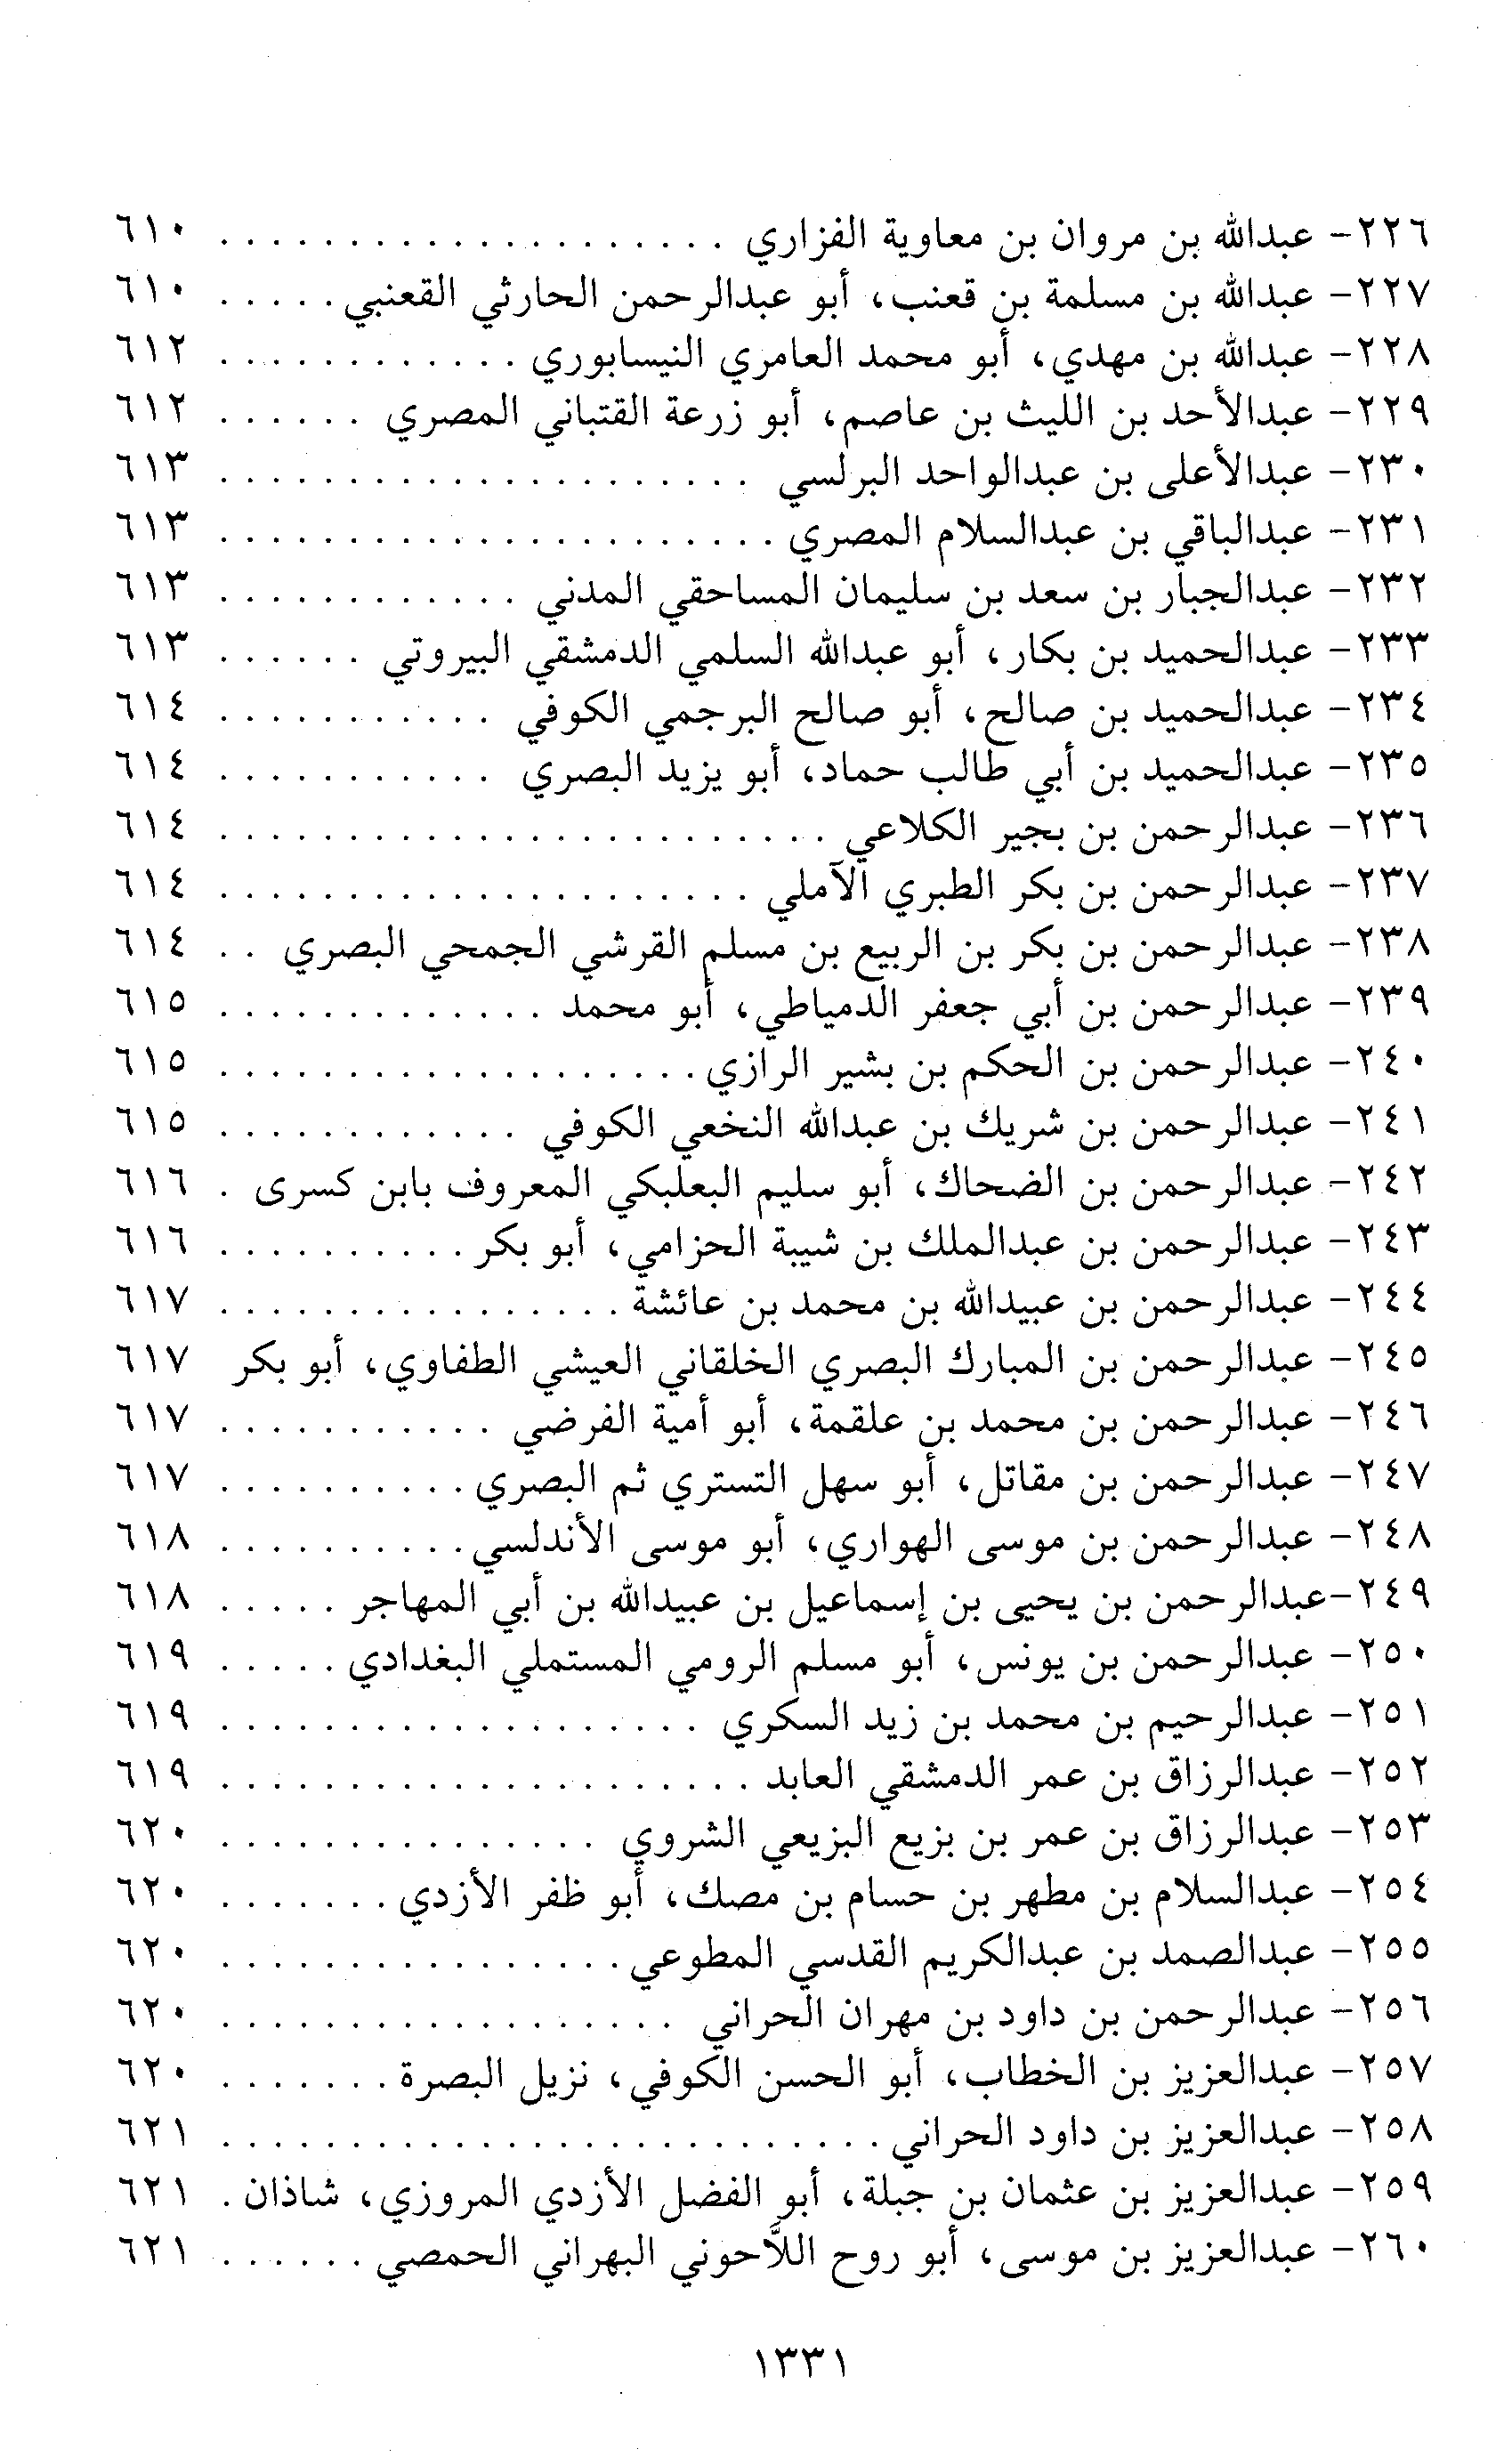 ٢٢٦- عبدالله بن مروان بن معاوية الفزاري . . . . . . . . . . . . . . . . . . . . ٦١٠
٢٢٧- عبدالله بن مسلمة بن قعنب، أبو عبدالرحمن الحارثي القعنبي . . . . . ٦١٠
٢٢٨- عبدالله بن مهدي، أبو محمد العامري النيسابوري . . . . . . . . . . . . ٦١٢
٢٢٩- عبدالأحد بن الليث بن عاصم، أبو زرعة القتباني المصري . . . . . . ٦١٢
٢٣٠- عبدالأعلى بن عبدالواحد البرلسي . . . . . . . . . . . . . . . . . . . . . ٦١٣
٢٣١- عبدالباقي بن عبدالسلام المصري . . . . . . . . . . . . . . . . . . . . . . ٦١٣
٢٣٢- عبدالجبار بن سعد بن سليمان المساحقي المدني . . . . . . . . . . . . ٦١٣
٢٣٣- عبدالحميد بن بكار، أبو عبدالله السلمي الدمشقي البيروتي . . . . . . ٦١٣
٢٣٤- عبدالحميد بن صالح، أبو صالح البرجمي الكوفي . . . . . . . . . . . ٦١٤
٢٣٥- عبدالحميد بن أبي طالب حماد، أبو يزيد البصري . . . . . . . . . . . ٦١٤
٢٣٦- عبدالرحمن بن بجير الكلاعي . . . . . . . . . . . . . . . . . . . . . . . . ٦١٤
٢٣٧- عبدالرحمن بن بكر الطبري الآملي . . . . . . . . . . . . . . . . . . . . . ٦١٤
٢٣٨- عبدالرحمن بن بكر بن الربيع بن مسلم القرشي الجمحي البصري . . ٦١٤
٢٣٩- عبدالرحمن بن أبي جعفر الدمياطي، أبو محمد . . . . . . . . . . . . . ٦١٥
٢٤٠- عبدالرحمن بن الحكم بن بشير الرازي . . . . . . . . . . . . . . . . . . . ٦١٥
٢٤١- عبدالرحمن بن شريك بن عبدالله النخعي الكوفي . . . . . . . . . . . . ٦١٥
٢٤٢- عبدالرحمن بن الضحاك، أبو سليم البعلبكي المعروف بابن كسرى . ٦١٦
٢٤٣- عبدالرحمن بن عبدالملك بن شيبة الحزامي، أبو بكر . . . . . . . . . . ٦١٦
٢٤٤- عبدالرحمن بن عبيدالله بن محمد بن عائشة . . . . . . . . . . . . . . . . ٦١٧
٢٤٥- عبدالرحمن بن المبارك البصري الخلقاني العيشي الطفاوي، أبو بكر ٦١٧
٢٤٦- عبدالرحمن بن محمد بن علقمة، أبو أمية الفرضي . . . . . . . . . . . ٦١٧
٢٤٧- عبدالرحمن بن مقاتل، أبو سهل التستري ثم البصري . . . . . . . . . . ٦١٧
٢٤٨- عبدالرحمن بن موسى الهواري، أبو موسى الأندلسي . . . . . . . . . . ٦١٨
٢٤٩-عبدالرحمن بن يحيى بن إسماعيل بن عبيدالله بن أبي المهاجر . . . . . ٦١٨
٢٥٠- عبدالرحمن بن يونس، أبو مسلم الرومي المستملي البغدادي . . . . . ٦١٩
٢٥١- عبدالرحيم بن محمد بن زيد السكري . . . . . . . . . . . . . . . . . . . ٦١٩
٢٥٢- عبدالرزاق بن عمر الدمشقي العابد . . . . . . . . . . . . . . . . . . . . . ٦١٩
٢٥٣- عبدالرزاق بن عمر بن بزيع البزيعي الشروي . . . . . . . . . . . . . . . ٦٢٠
٢٥٤- عبدالسلام بن مطهر بن حسام بن مصك، أبو ظفر الأزدي . . . . . . . ٦٢٠
٢٥٥- عبدالصمد بن عبدالكريم القدسي المطوعي . . . . . . . . . . . . . . . . ٦٢٠
٢٥٦- عبدالرحمن بن داود بن مهران الحراني . . . . . . . . . . . . . . . . . . ٦٢٠
٢٥٧- عبدالعزيز بن الخطاب، أبو الحسن الكوفي، نزيل البصرة . . . . . . . ٦٢٠
٢٥٨- عبدالعزيز بن داود الحراني . . . . . . . . . . . . . . . . . . . . . . . . . . ٦٢١
٢٥٩- عبدالعزيز بن عثمان بن جبلة، أبو الفضل الأزدي المروزي، شاذان . ٦٢١
٢٦٠- عبدالعزيز بن موسى، أبو روح اللَّاحوني البهراني الحمصي . . . . . . ٦٢١
١٣٣١